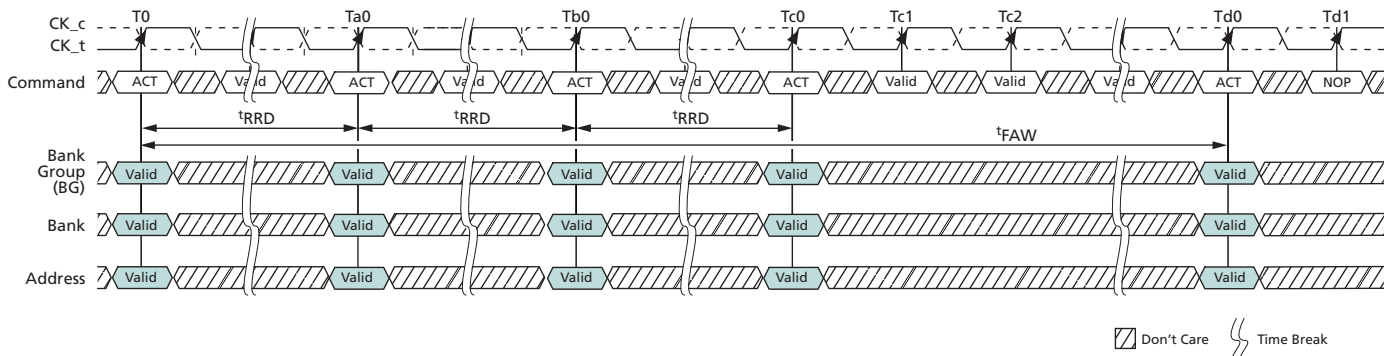 T0 Ta0 Tb0 Tc0 Tc1 Tc2 Td0 Td1
CK_c
CK_t
Command ACT Valid ACT Valid ACT Valid ACT Valid Valid Valid ACT NOP
tRRD tRRD tRRD
tFAW
Bank
Group
(BG)
Valid Valid Valid Valid Valid
Bank Valid Valid Valid Valid Valid
Address Valid Valid Valid Valid Valid
Don't Care Time Break